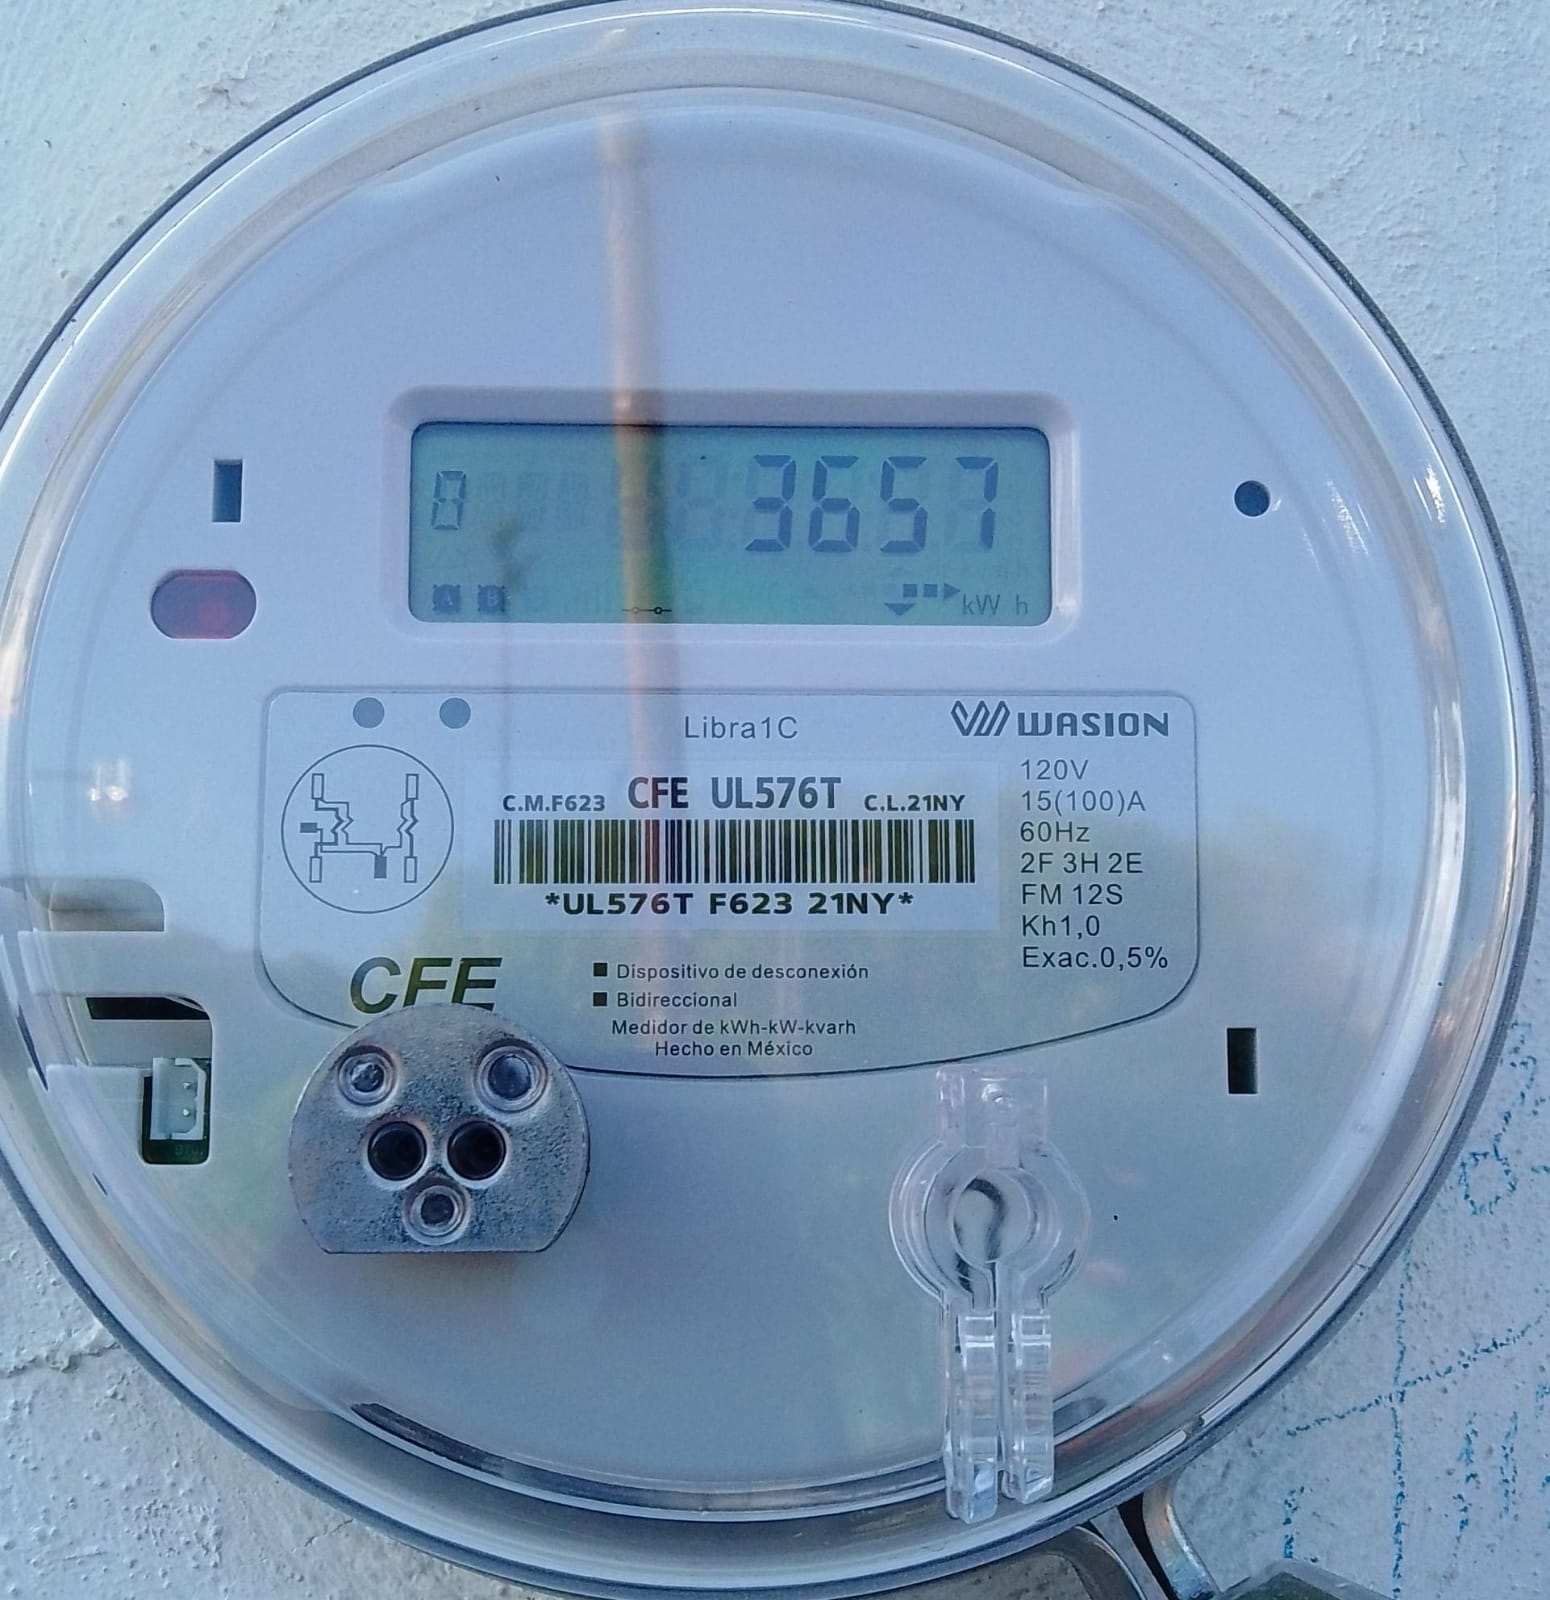 0 3657
A B kW h
Libra1C WASION
C.M.F623 CFE UL576T C.L.21NY
*UL576T F623 21NY*
120V
15(100)A
60Hz
2F 3H 2E
FM 12S
Kh1,0
Exac.0,5%
CFE
Dispositivo de desconexión
Bidireccional
Medidor de kWh-kW-kvarh
Hecho en México